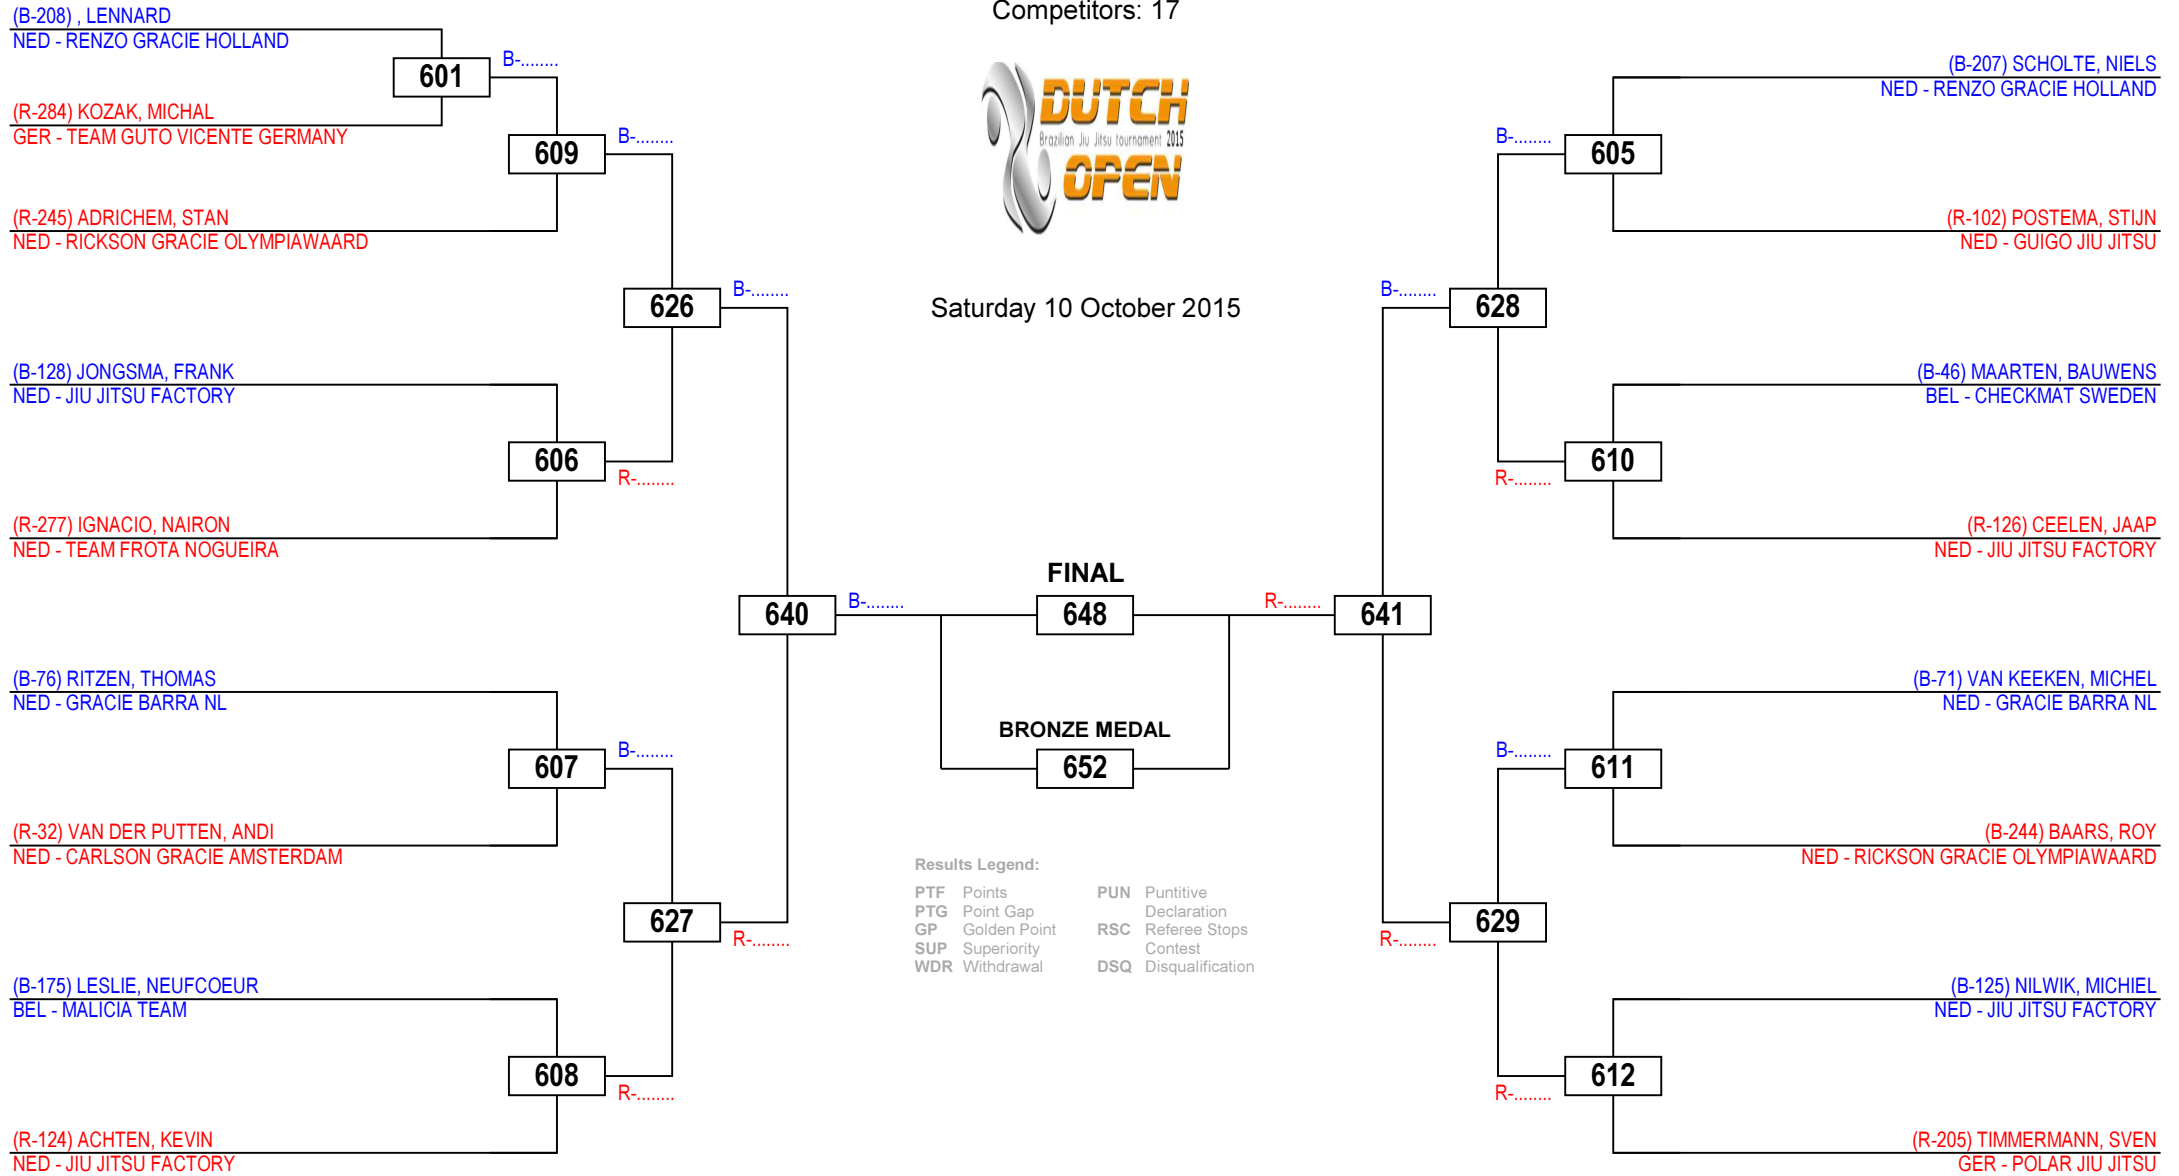 Competitors: 17
DUTCH
Brazilian Jiu Jitsu tournament 2015
OPEN
Saturday 10 October 2015
(B-208) , LENNARD
NED - RENZO GRACIE HOLLAND
601
B-........
(R-284) KOZAK, MICHAL
GER - TEAM GUTO VICENTE GERMANY
609
B-........
(R-245) ADRICHEM, STAN
NED - RICKSON GRACIE OLYMPIAWAARD
626
B-........
(B-128) JONGSMA, FRANK
NED - JIU JITSU FACTORY
606
R-........
(R-277) IGNACIO, NAIRON
NED - TEAM FROTA NOGUEIRA
640
B-........
(B-76) RITZEN, THOMAS
NED - GRACIE BARRA NL
607
B-........
(R-32) VAN DER PUTTEN, ANDI
NED - CARLSON GRACIE AMSTERDAM
627
R-........
(B-175) LESLIE, NEUFCOEUR
BEL - MALICIA TEAM
608
R-........
(R-124) ACHTEN, KEVIN
NED - JIU JITSU FACTORY
FINAL
648
BRONZE MEDAL
652
Results Legend:
PTF Points
PTG Point Gap
GP Golden Point
SUP Superiority
WDR Withdrawal
PUN Puntitive
Declaration
RSC Referee Stops
Contest
DSQ Disqualification
(B-207) SCHOLTE, NIELS
NED - RENZO GRACIE HOLLAND
B-........
605
(R-102) POSTEMA, STIJN
NED - GUIGO JIU JITSU
B-........
628
(B-46) MAARTEN, BAUWENS
BEL - CHECKMAT SWEDEN
R-........
610
(R-126) CEELEN, JAAP
NED - JIU JITSU FACTORY
R-........
641
(B-71) VAN KEEKEN, MICHEL
NED - GRACIE BARRA NL
B-........
611
(B-244) BAARS, ROY
NED - RICKSON GRACIE OLYMPIAWAARD
R-........
629
(B-125) NILWIK, MICHIEL
NED - JIU JITSU FACTORY
R-........
612
(R-205) TIMMERMANN, SVEN
GER - POLAR JIU JITSU